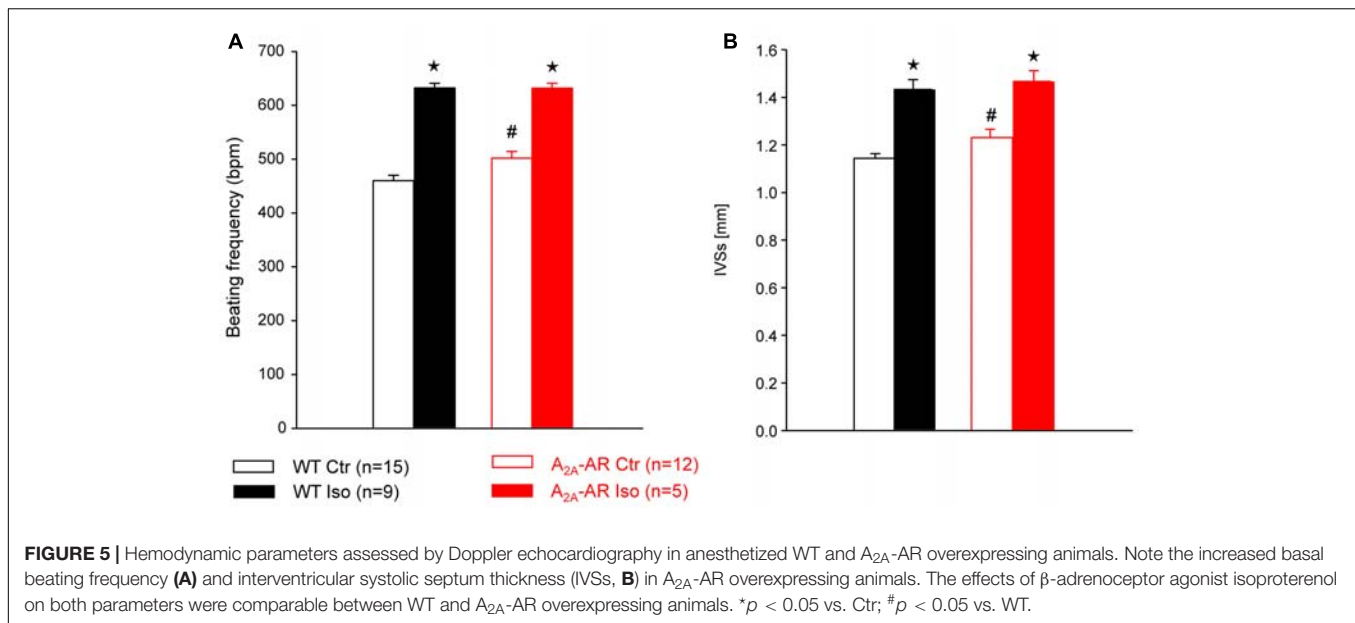 A
700
600
500
400
300
200
100
0
Beating frequency (bpm)
★
#
★
B
1.6
1.4
1.2
1.0
0.8
0.6
0.4
0.2
0.0
IVSs [mm]
★
#
★
WT Ctr (n=15)
WT Iso (n=9)
A2A-AR Ctr (n=12)
A2A-AR Iso (n=5)
FIGURE 5 | Hemodynamic parameters assessed by Doppler echocardiography in anesthetized WT and A2A-AR overexpressing animals. Note the increased basal
beating frequency (A) and interventricular systolic septum thickness (IVSs, B) in A2A-AR overexpressing animals. The effects of β-adrenoceptor agonist isoproterenol
on both parameters were comparable between WT and A2A-AR overexpressing animals. *p < 0.05 vs. Ctr; #p < 0.05 vs. WT.